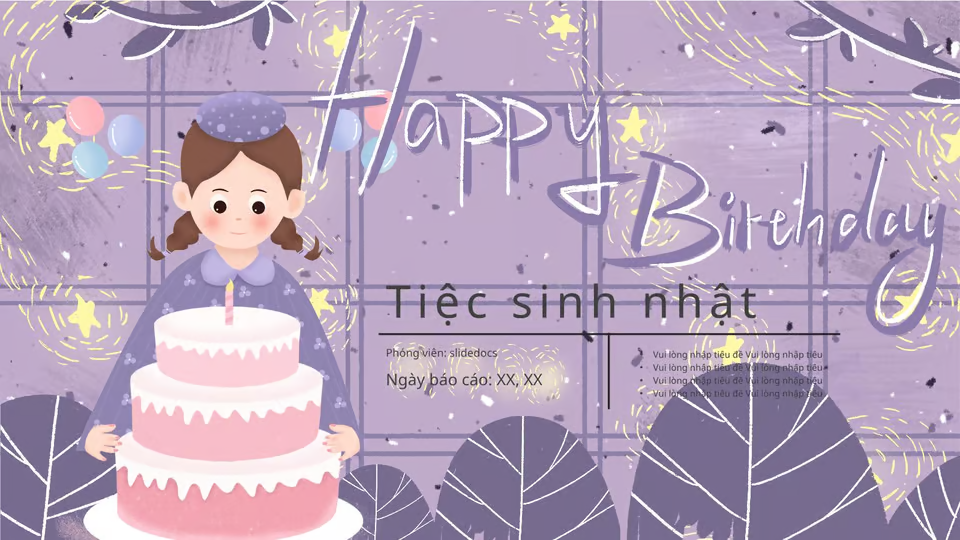 Happy
Birthday
Tiệc sinh nhật
Phóng viên: slidedocs
Ngày báo cáo: XX, XX
• Vui lòng nhập tiêu đề Vui lòng nhập tiêu
• Vui lòng nhập tiêu đề Vui lòng nhập tiêu
• Vui lòng nhập tiêu đề Vui lòng nhập tiêu
• Vui lòng nhập tiêu đề Vui lòng nhập tiêu